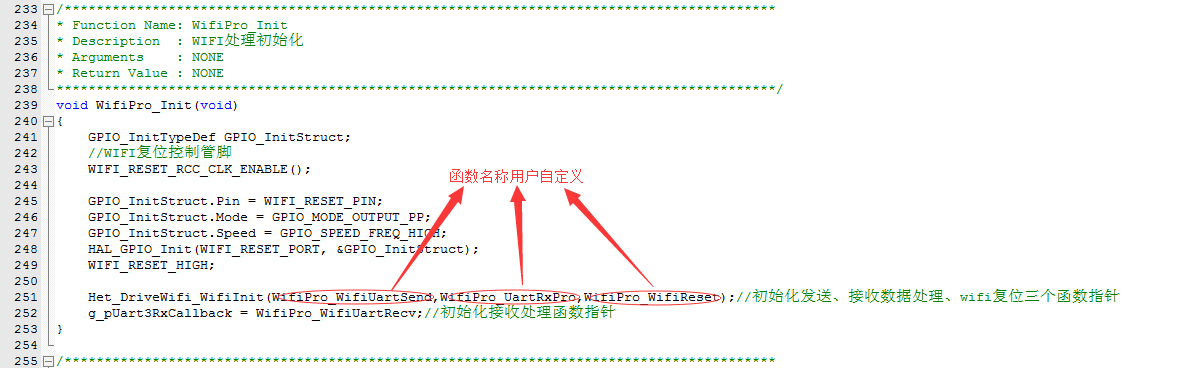 233 /******************************************************************************************
234 * Function Name: WifiPro_Init
235 * Description  : WIFI处理初始化
236 * Arguments    : NONE
237 * Return Value : NONE
238 ******************************************************************************************/
239 void WifiPro_Init(void)
240 {
241     GPIO_InitTypeDef GPIO_InitStruct;
242     //WIFI复位控制管脚
243     WIFI_RESET_RCC_CLK_ENABLE();
244
函数名称用户自定义
245     GPIO_InitStruct.Pin = WIFI_RESET_PIN;
246     GPIO_InitStruct.Mode = GPIO_MODE_OUTPUT_PP;
247     GPIO_InitStruct.Speed = GPIO_SPEED_FREQ_HIGH;
248     HAL_GPIO_Init(WIFI_RESET_PORT, &GPIO_InitStruct);
249     WIFI_RESET_HIGH;
250
251     Het_DriveWifi_WifiInit(WifiPro_WifiUartSend,WifiPro_UartRxPro,WifiPro_WifiReset);//初始化发送、接收数据处理、wifi复位三个函数指针
252     g_pUart3RxCallback = WifiPro_WifiUartRecv;//初始化接收处理函数指针
253 }
254
255 /******************************************************************************************